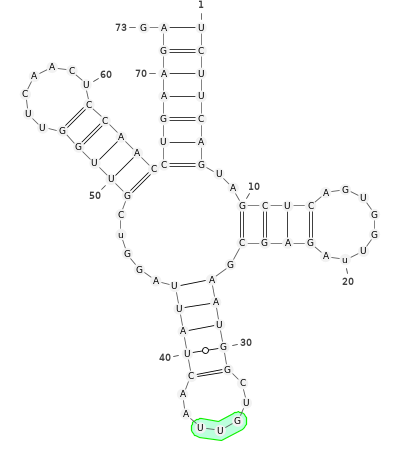 1
73 G A U
G C
A A C 70 A U
60 U
C A U
C
U C G C
U G A U A
G A
U C C G
U U
50 U A 10
G G C U C A G U
C G
u C G A G A U G
G G u U
G A 20
A A
U
U A
A U
40 U G 30
C G
A C
A U
U U G